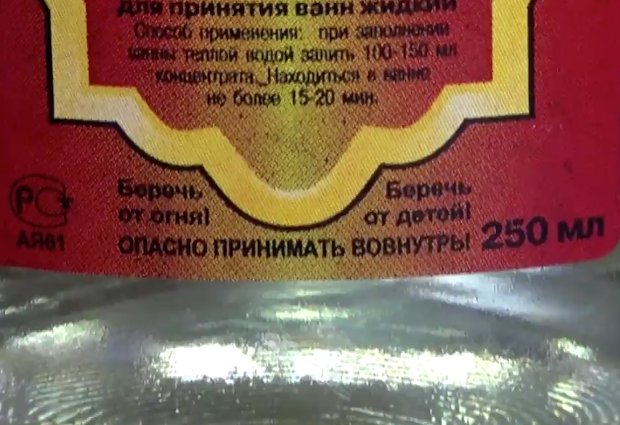 для принятия ванн жидкий
Способ применения: при заполнении
ванны теплой водой залить 100-150 мл
концентрата. Находиться в ванне
не более 15-20 мин.
Беречь
от огня!
Беречь
от детей!
РС
АЯ61
ОПАСНО ПРИНИМАТЬ ВОВНУТРЬ!
250 мл